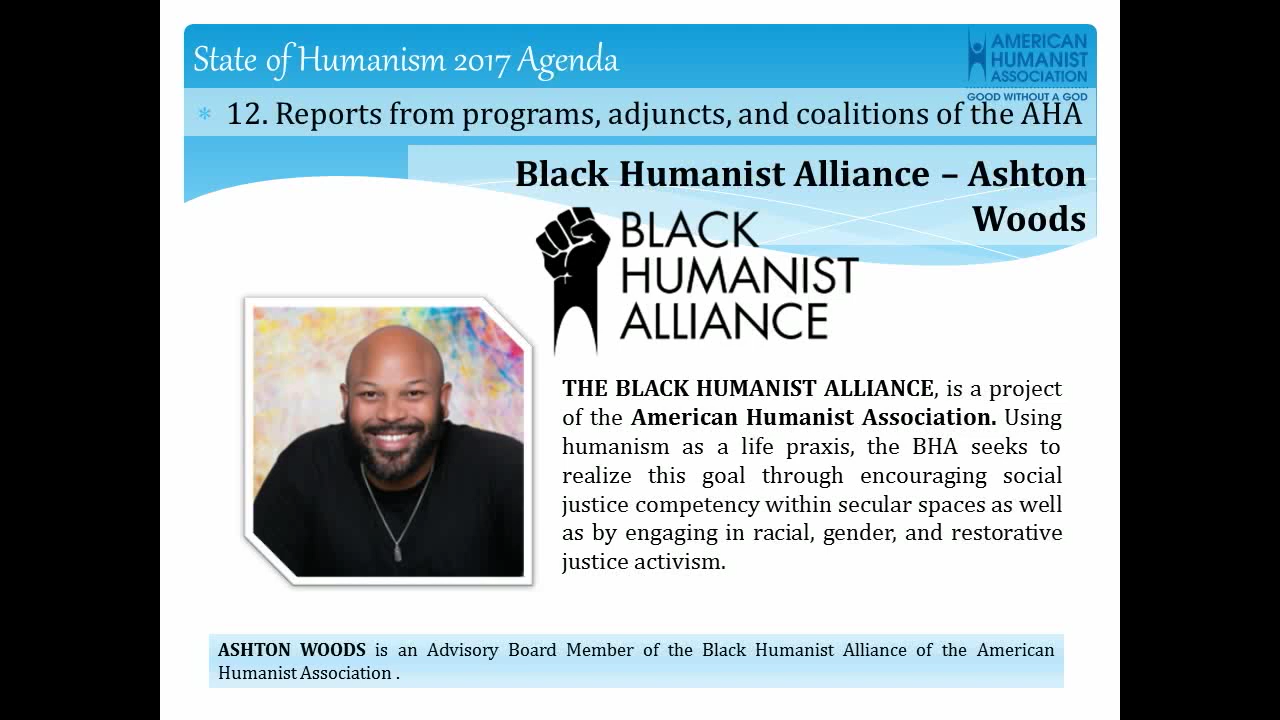 State of Humanism 2017 Agenda
AMERICAN
HUMANIST
ASSOCIATION
GOOD WITHOUT A GOD
12. Reports from programs, adjuncts, and coalitions of the AHA
Black Humanist Alliance – Ashton
Woods
BLACK
HUMANIST
ALLIANCE
THE BLACK HUMANIST ALLIANCE, is a project
of the American Humanist Association. Using
humanism as a life praxis, the BHA seeks to
realize this goal through encouraging social
justice competency within secular spaces as well
as by engaging in racial, gender, and restorative
justice activism.
ASHTON WOODS is an Advisory Board Member of the Black Humanist Alliance of the American
Humanist Association .